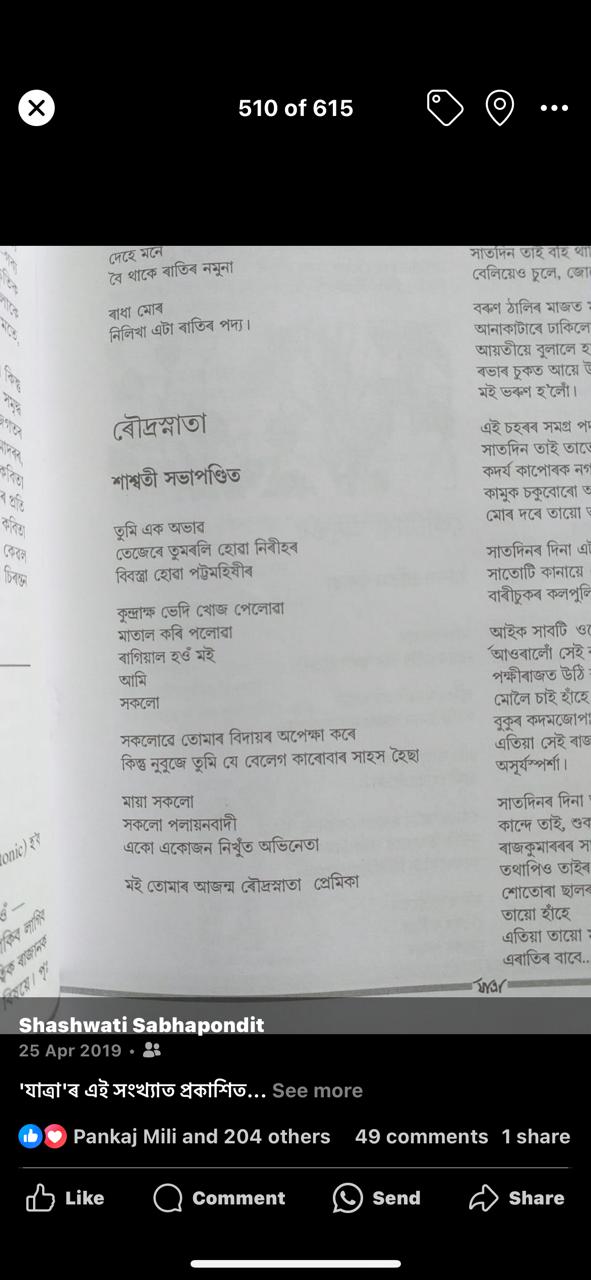 510 of 615
দেহে মনে
বৈ থাকে ৰাতিৰ নমুনা
ৰাধা মোৰ
নিলিখা এটা ৰাতিৰ পদ্য।
ৰৌদ্ৰস্নাতা
শাশ্বতী সভাপণ্ডিত
তুমি এক অভাৱ
তেজেৰে তুমৰলি হোৱা নিৰীহৰ
বিবস্ত্ৰা হোৱা পট্টমহিষীৰ
ৰুদ্ৰাক্ষ ভেদি খোজ পেলোৱা
মাতাল কৰি পলোৱা
ৰাগিয়াল হওঁ মই
আমি
সকলো
সকলোৱে তোমাৰ বিদায়ৰ অপেক্ষা কৰে
কিন্তু নুবুজে তুমি যে বেলেগ কাৰোবাৰ সাহস হৈছা
মায়া সকলো
সকলো পলায়নবাদী
একো একোজন নিখুঁত অভিনেতা
মই তোমাৰ আজন্ম ৰৌদ্ৰস্নাতা প্ৰেমিকা
সাতদিন তাই বাহি
বেলিয়েও চুলে,
বৰুণ ঠালিৰ মাজত
আনাকাটাৰে ঢাকিলে
আয়তীয়ে বুলালে
ৰভাৰ চুকত আয়ে
মই ভৰুণ হ'লোঁ।
এই চহৰৰ সমগ্ৰ
সাতদিন তাই
কদৰ্য কাপোৰক
কামুক চকুবোৰো
মোৰ দৰে তায়ো
সাতদিনৰ দিনা
সাতোটি কানায়ে
বাৰীচুকৰ কলপুলি
আইক সাবটি
আওৰালোঁ সেই
পক্ষীৰাজত উঠি
মোলৈ চাই হাঁহে
বুকুৰ
এতিয়া সেই
অসূৰ্যস্পৰ্শা।
সাতদিনৰ দিনা
কান্দে তাই,
ৰাজকুমাৰৰ
তথাপিও তাইৰ
শোতোৰা
তায়ো হাঁহে
এতিয়া তায়ো
এৰাতিৰ বাবে..
যাত্ৰা
Shashwati Sabhapondit
25 Apr 2019
'যাত্ৰা'ৰ এই সংখ্যাত প্ৰকাশিত... See more
Pankaj Mili and 204 others 49 comments 1 share
Like Comment Send Share